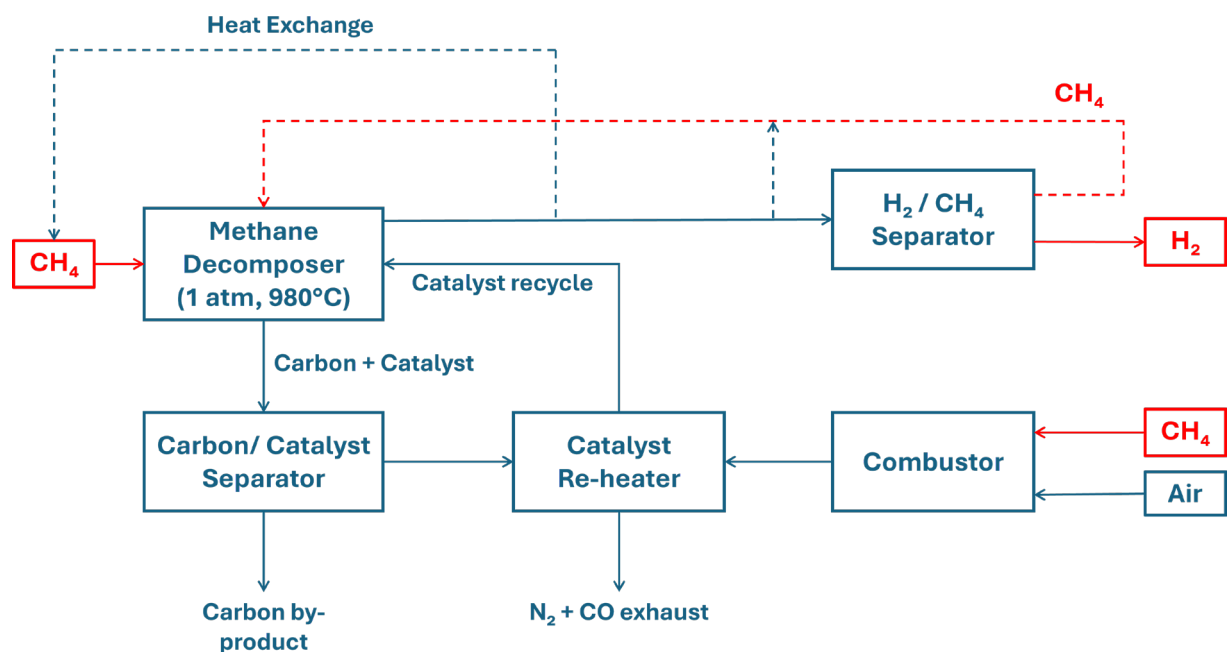 Heat Exchange
CH₄
Methane
Decomposer
(1 atm, 980°C)
H₂ / CH₄
Separator
CH₄
H₂
Catalyst recycle
Carbon + Catalyst
Carbon/ Catalyst
Separator
Catalyst
Re-heater
Combustor
CH₄
Air
Carbon by-
product
N₂ + CO exhaust